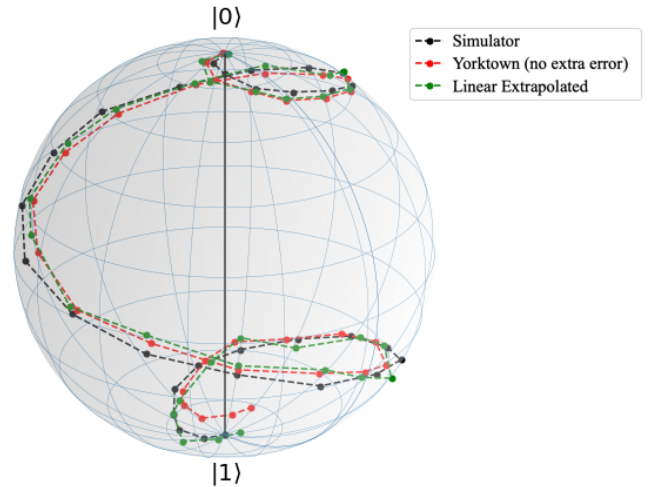 |0⟩
Simulator
Yorktown (no extra error)
Linear Extrapolated
|1⟩